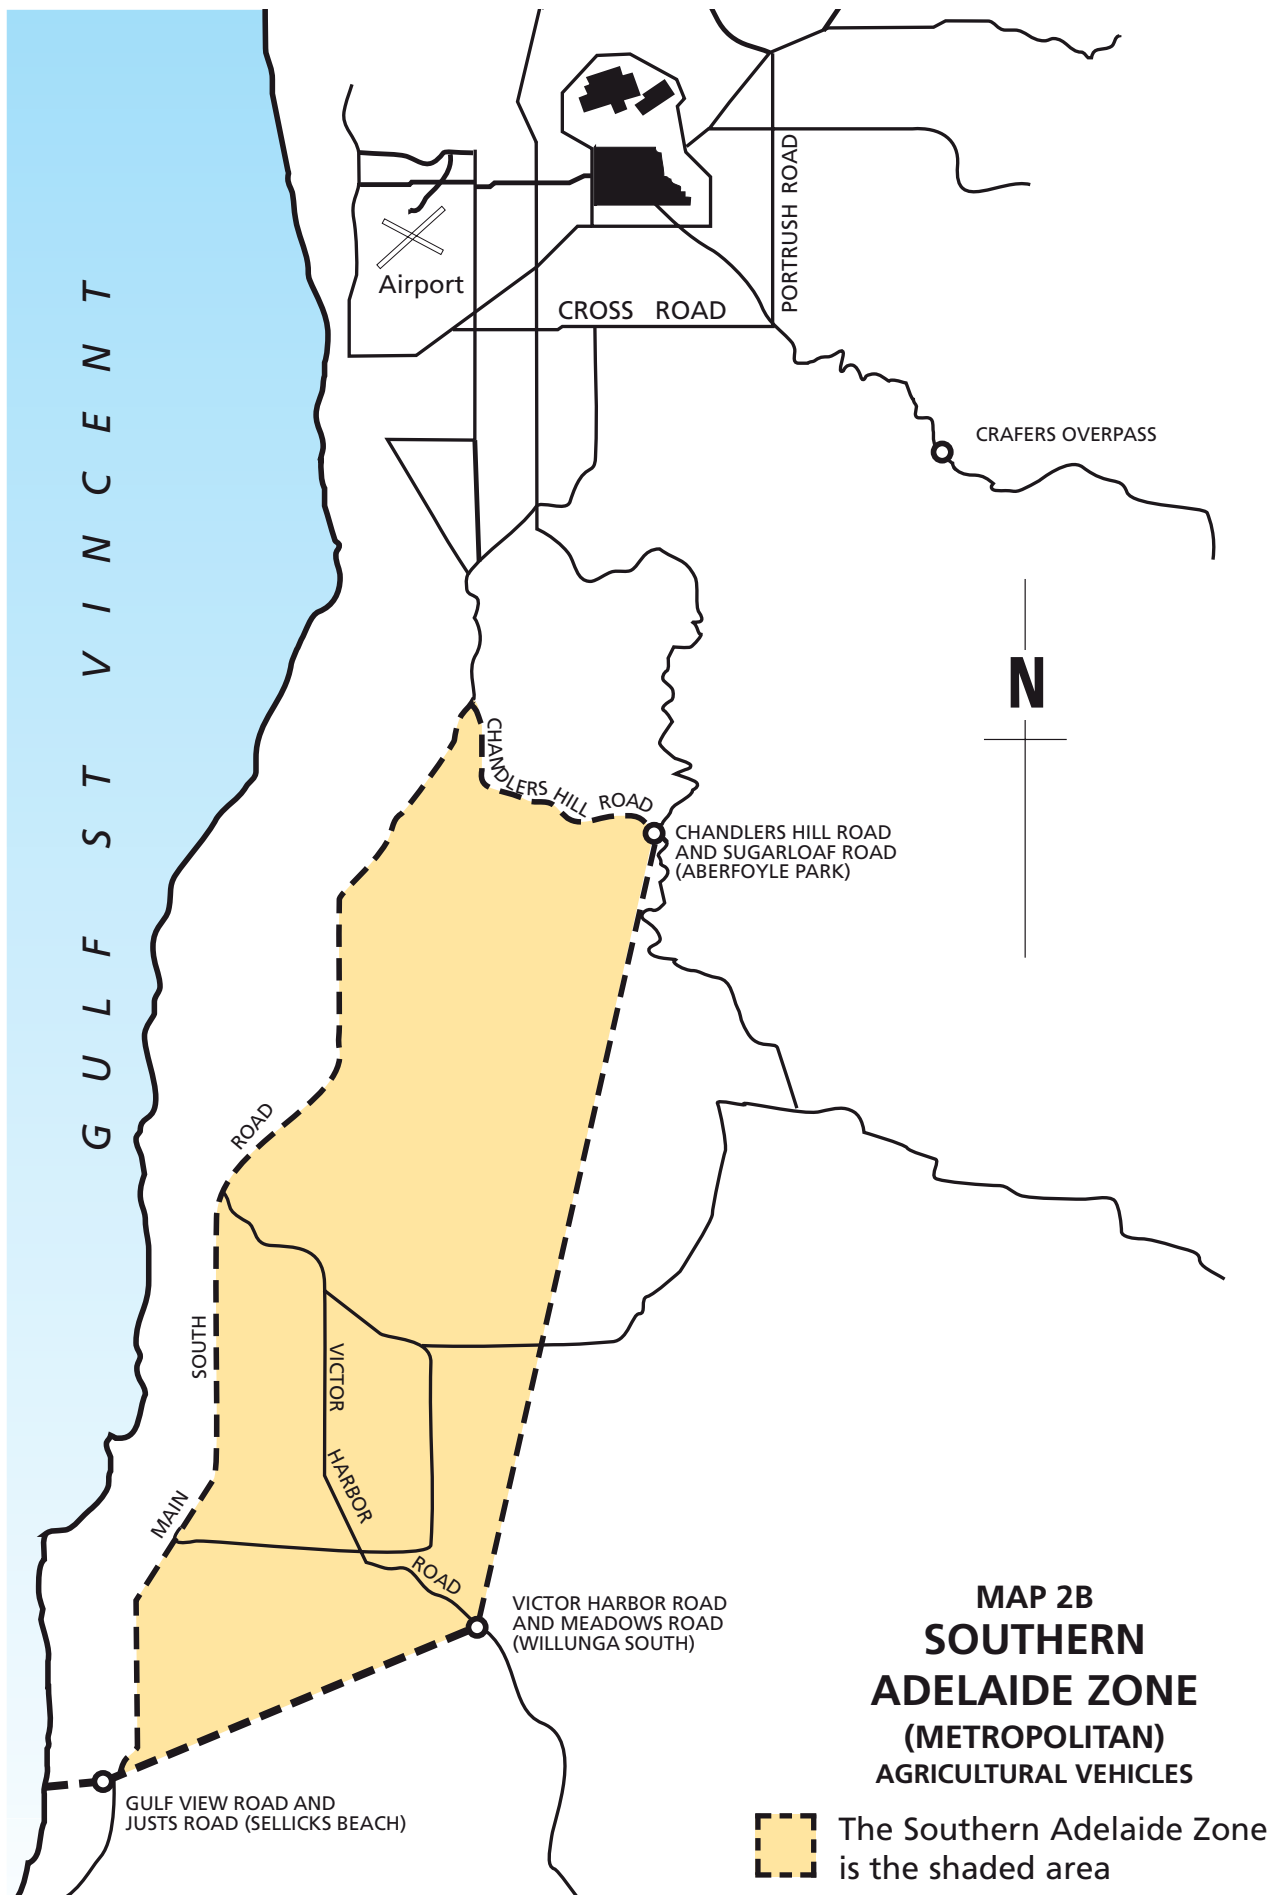 PORTRUSH ROAD
Airport
CROSS ROAD
CRAFERS OVERPASS
GULF ST VINCENT
N
CHANDLERS HILL ROAD
CHANDLERS HILL ROAD
AND SUGARLOAF ROAD
(ABERFOYLE PARK)
MAIN SOUTH ROAD
VICTOR HARBOR ROAD
VICTOR HARBOR ROAD
AND MEADOWS ROAD
(WILLUNGA SOUTH)
GULF VIEW ROAD AND
JUSTS ROAD (SELLICKS BEACH)
MAP 2B
SOUTHERN
ADELAIDE ZONE
(METROPOLITAN)
AGRICULTURAL VEHICLES
The Southern Adelaide Zone
is the shaded area